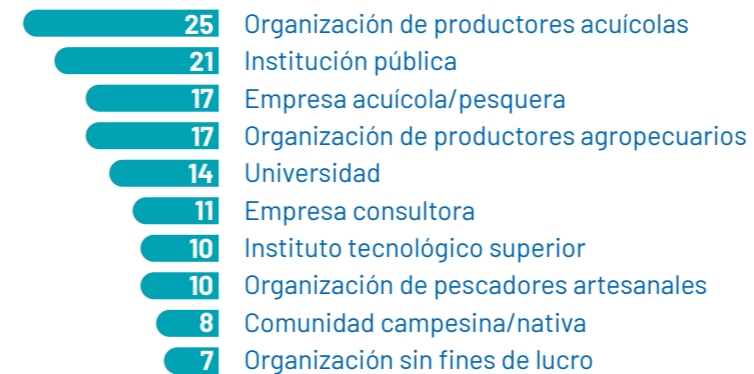 25 Organización de productores acuícolas
21 Institución pública
17 Empresa acuícola/pesquera
17 Organización de productores agropecuarios
14 Universidad
11 Empresa consultora
10 Instituto tecnológico superior
10 Organización de pescadores artesanales
8 Comunidad campesina/nativa
7 Organización sin fines de lucro